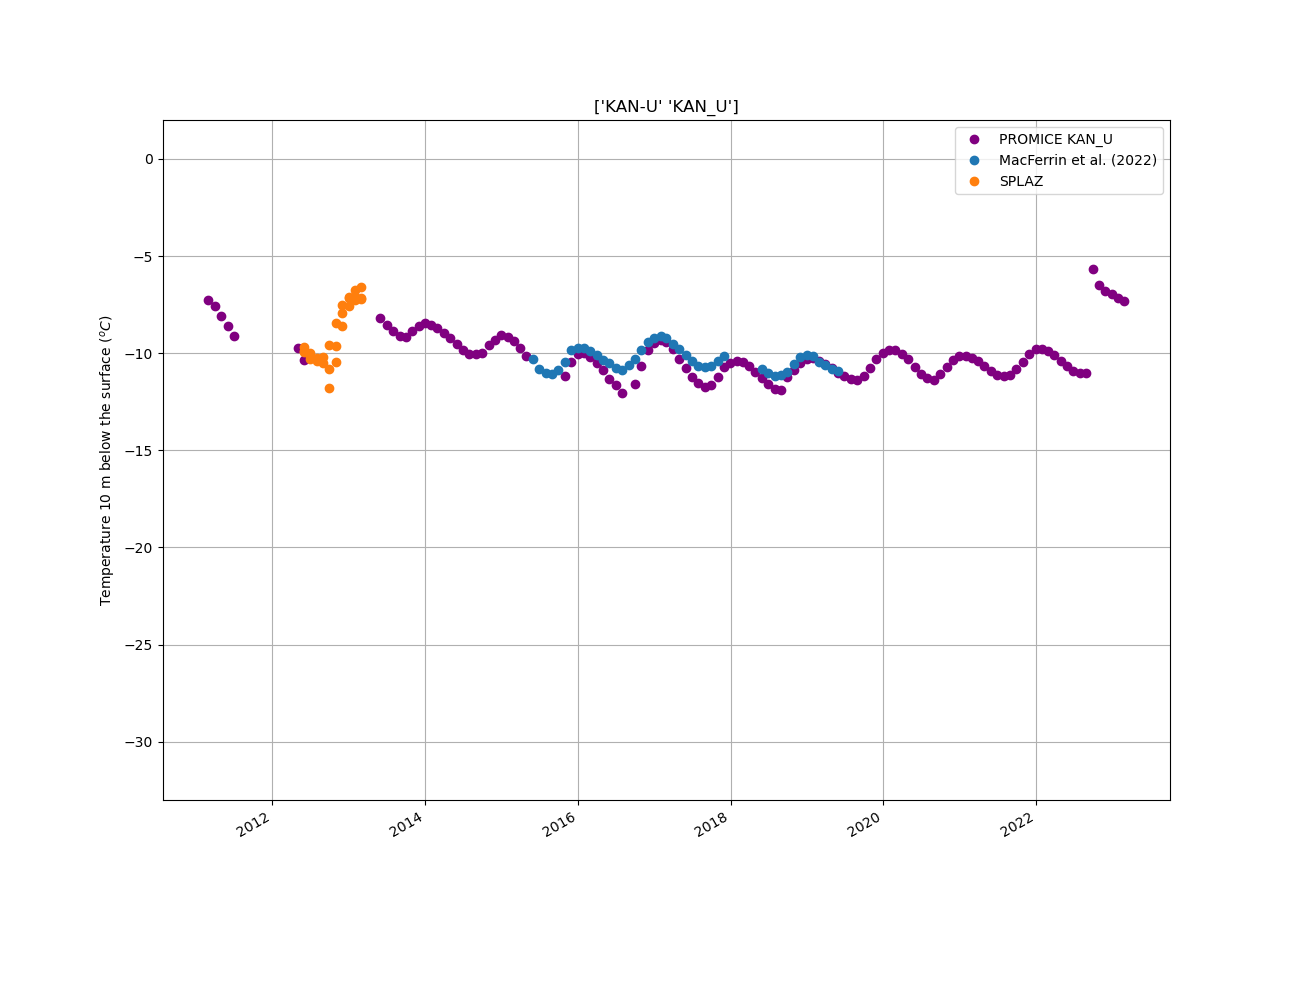 ['KAN-U' 'KAN_U']
PROMICE KAN_U
MacFerrin et al. (2022)
SPLAZ
Temperature 10 m below the surface (°C)
0
−5
−10
−15
−20
−25
−30
2012
2014
2016
2018
2020
2022